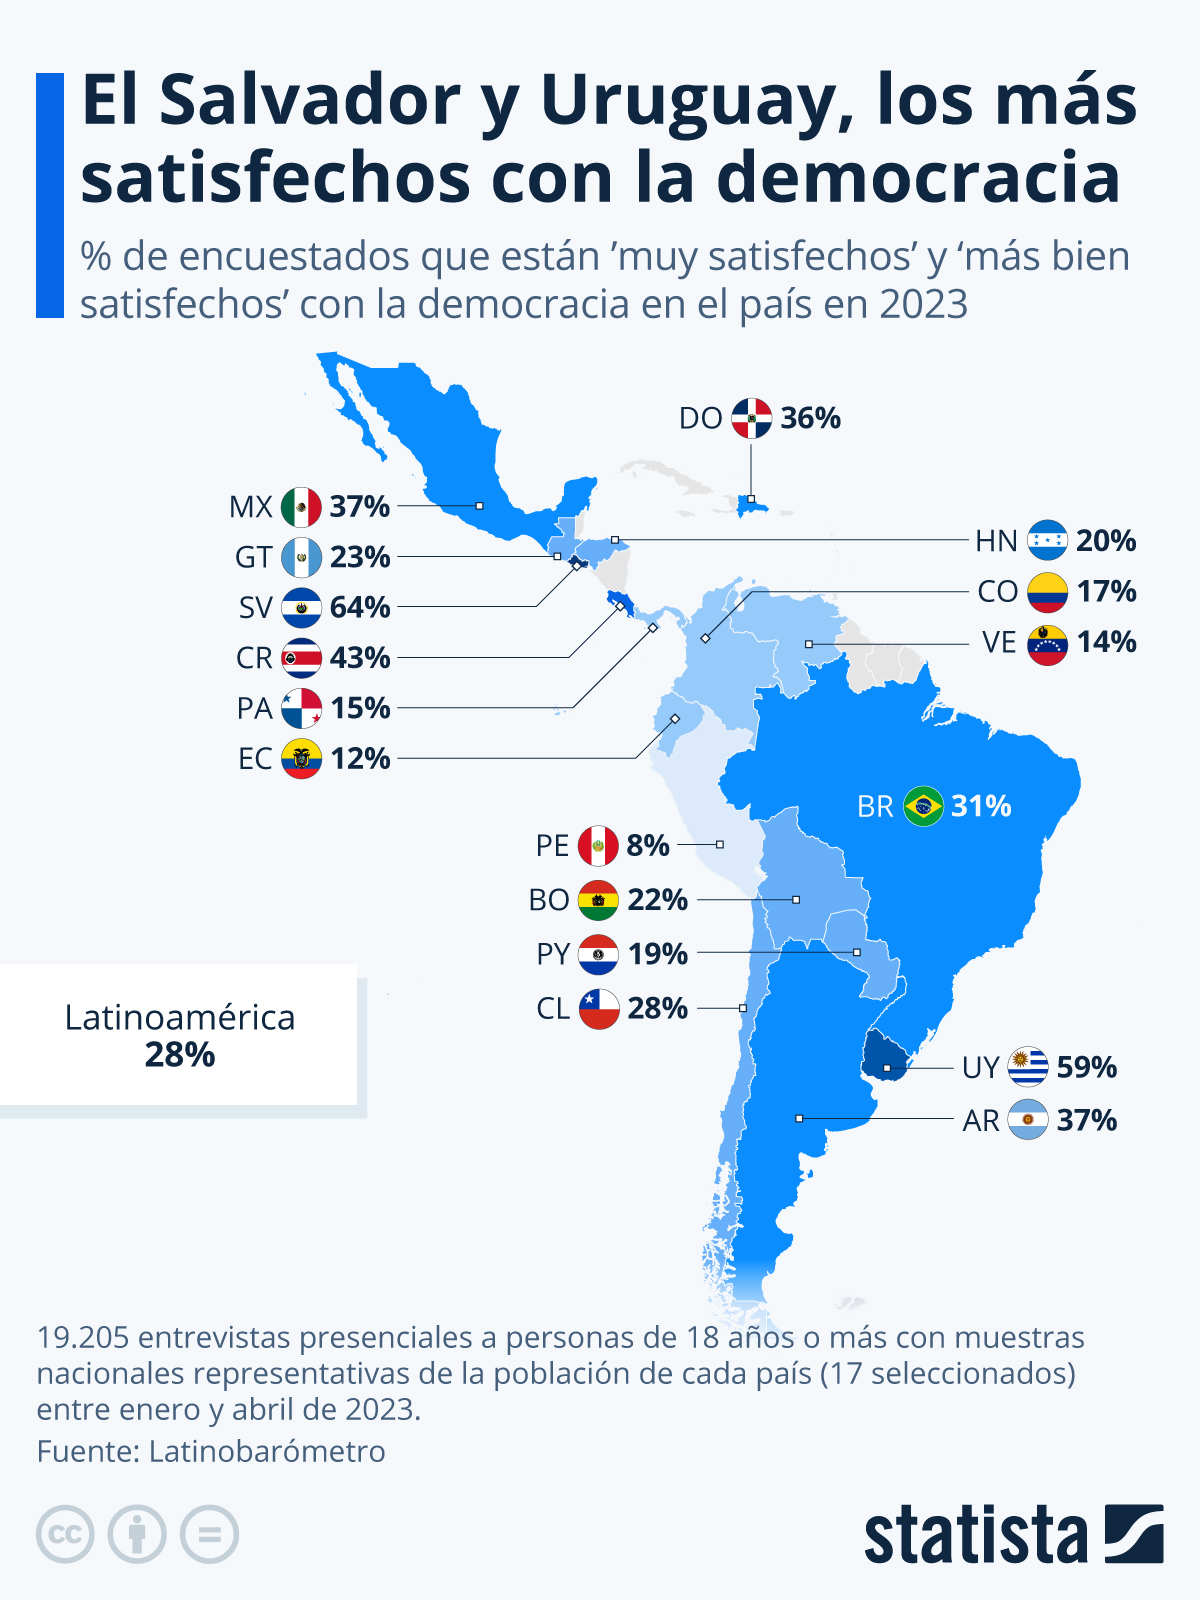 El Salvador y Uruguay, los más
satisfechos con la democracia
% de encuestados que están ’muy satisfechos’ y ‘más bien
satisfechos’ con la democracia en el país en 2023
DO 36%
MX 37%
GT 23%
SV 64%
CR 43%
PA 15%
EC 12%
HN 20%
CO 17%
VE 14%
BR 31%
PE 8%
BO 22%
PY 19%
CL 28%
UY 59%
AR 37%
Latinoamérica
28%
19.205 entrevistas presenciales a personas de 18 años o más con muestras
nacionales representativas de la población de cada país (17 seleccionados)
entre enero y abril de 2023.
Fuente: Latinobarómetro
cc
statista